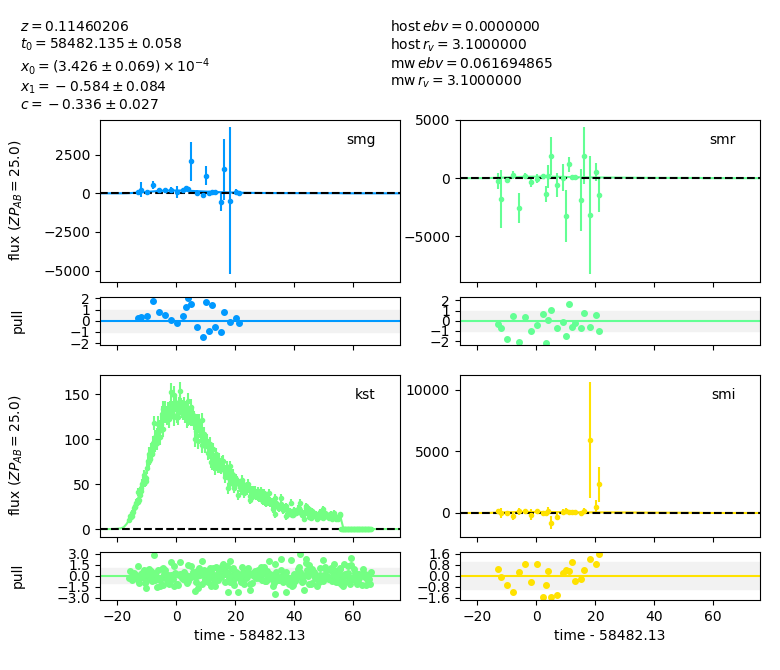 z = 0.11460206
t₀ = 58482.135 ± 0.058
x₀ = (3.426 ± 0.069) × 10⁻⁴
x₁ = −0.584 ± 0.084
c = −0.336 ± 0.027
host ebv = 0.0000000
host r_v = 3.1000000
mw ebv = 0.061694865
mw r_v = 3.1000000
flux (ZP_AB = 25.0)
2500
0
−2500
−5000
smg
5000
0
−5000
smr
pull
2
1
0
−1
−2
2
1
0
−1
−2
flux (ZP_AB = 25.0)
150
100
50
0
kst
10000
5000
0
smi
pull
3.0
1.5
0.0
−1.5
−3.0
−20 0 20 40 60
time - 58482.13
1.6
0.8
0.0
−0.8
−1.6
−20 0 20 40 60
time - 58482.13